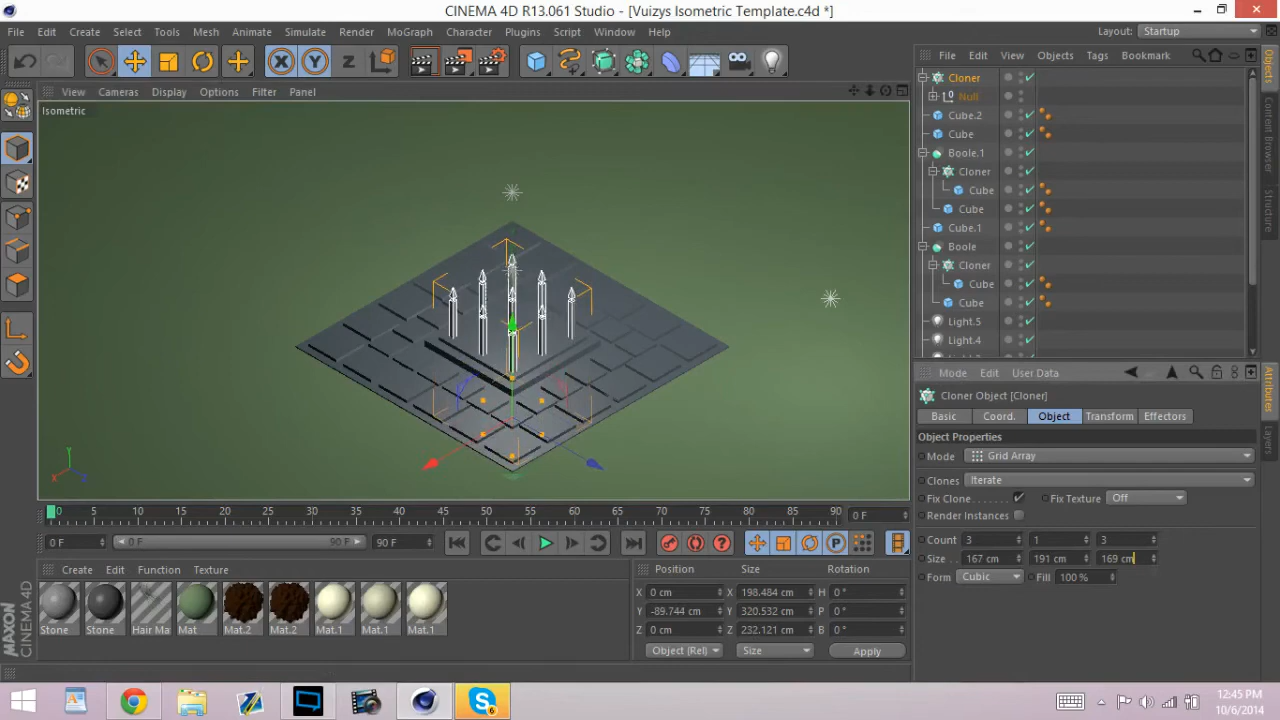 CINEMA 4D R13.061 Studio - [Vuizys Isometric Template.c4d *]
File Edit Create Select Tools Mesh Animate Simulate Render MoGraph Character Plugins Script Window Help Layout: Startup
X Y Z
File Edit View Objects Tags Bookmark
View Cameras Display Options Filter Panel
Isometric
Cloner
Null
Cube.2
Cube
Boole.1
Cloner
Cube
Cube
Cube.1
Boole
Cloner
Cube
Cube
Light.5
Light.4
Objects
Content Browser
Structure
Mode Edit User Data
Cloner Object [Cloner]
Basic Coord. Object Transform Effectors
Object Properties
Mode Grid Array
Clones Iterate
Fix Clone Fix Texture Off
Render Instances
Count 3 1 3
Size 167 cm 191 cm 169 cm
Form Cubic Fill 100 %
Attributes
Layers
Y
X Z
0 5 10 15 20 25 30 35 40 45 50 55 60 65 70 75 80 85 90 0 F
0 F 0 F 90 F 90 F
Create Edit Function Texture
Stone Stone Hair Ma Mat Mat.2 Mat.2 Mat.1 Mat.1 Mat.1
Position Size Rotation
X 0 cm X 198.484 cm H 0 °
Y -89.744 cm Y 320.532 cm P 0 °
Z 0 cm Z 232.121 cm B 0 °
Object (Rel) Size Apply
MAXON
CINEMA 4D
6
12:45 PM
10/6/2014